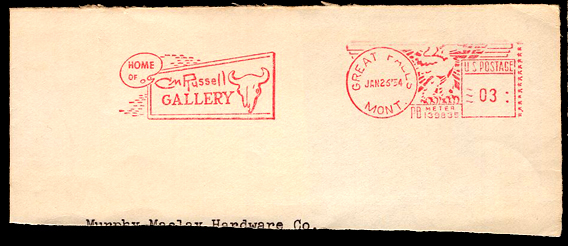 HOME
OF
CM Russell
GALLERY
GREAT FALLS
JAN 26 '54
MONT.
U.S. POSTAGE
03
PB METER
139835
Murphy Maclay Hardware Co.